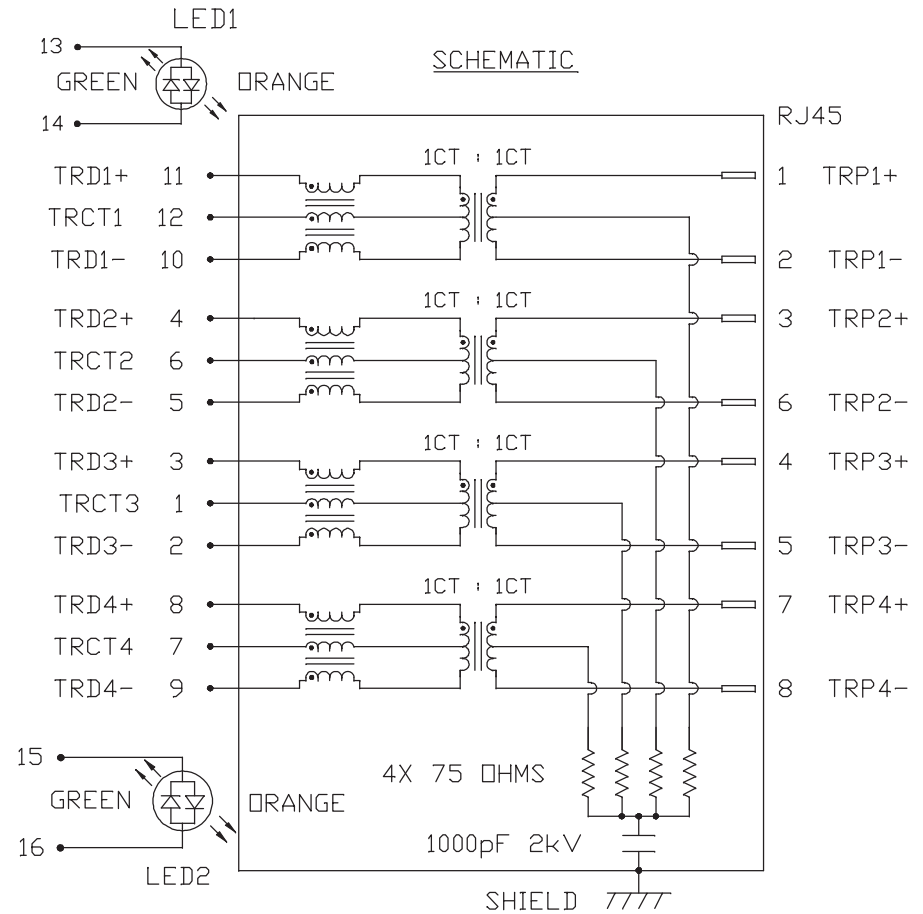 LED1
13
SCHEMATIC
GREEN ORANGE
14
RJ45
1CT : 1CT
TRD1+ 11 1 TRP1+
TRCT1 12
TRD1- 10 2 TRP1-
1CT : 1CT
TRD2+ 4 3 TRP2+
TRCT2 6
TRD2- 5 6 TRP2-
1CT : 1CT
TRD3+ 3 4 TRP3+
TRCT3 1
TRD3- 2 5 TRP3-
1CT : 1CT
TRD4+ 8 7 TRP4+
TRCT4 7
TRD4- 9 8 TRP4-
15
4X 75 OHMS
GREEN ORANGE
16
1000pF 2kV
LED2
SHIELD